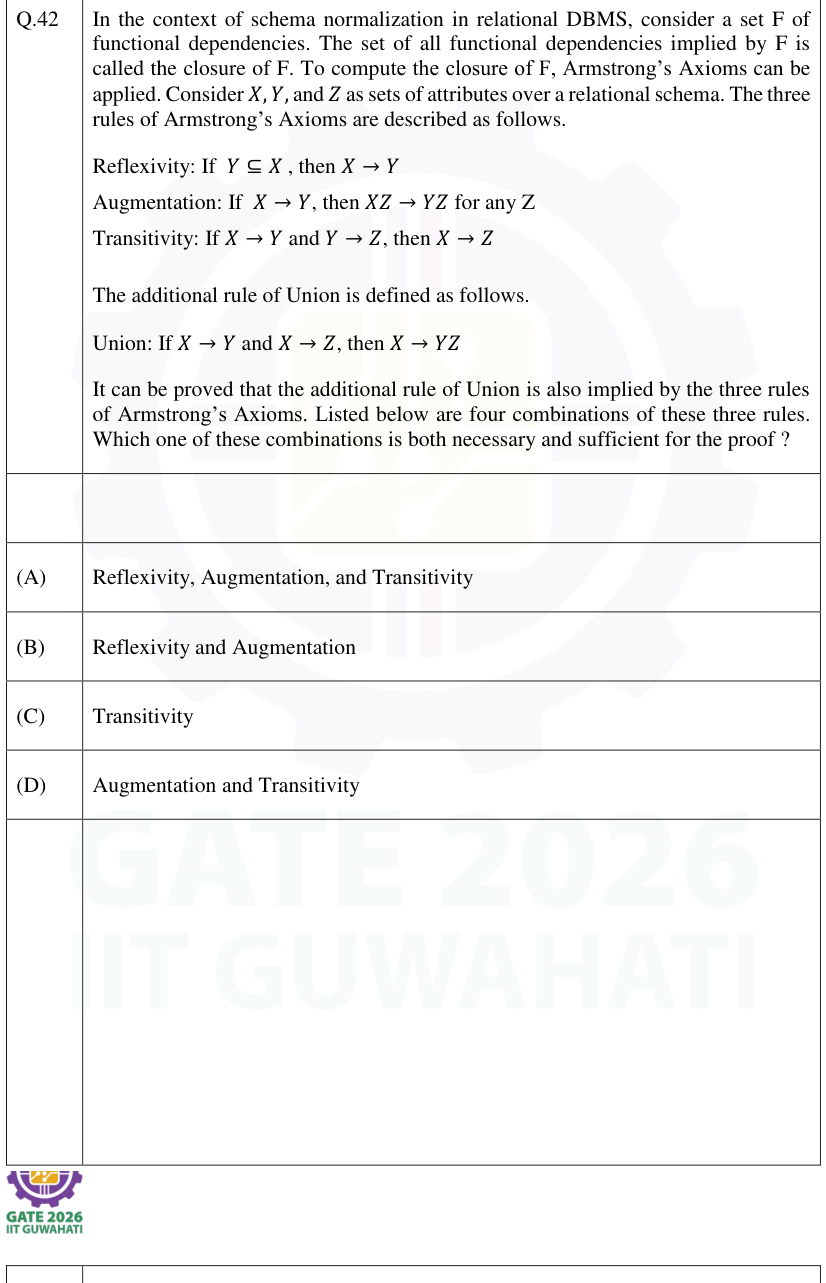 Q.42 In the context of schema normalization in relational DBMS, consider a set F of
functional dependencies. The set of all functional dependencies implied by F is
called the closure of F. To compute the closure of F, Armstrong’s Axioms can be
applied. Consider X, Y, and Z as sets of attributes over a relational schema. The three
rules of Armstrong’s Axioms are described as follows.
Reflexivity: If Y ⊆ X , then X → Y
Augmentation: If X → Y, then XZ → YZ for any Z
Transitivity: If X → Y and Y → Z, then X → Z
The additional rule of Union is defined as follows.
Union: If X → Y and X → Z, then X → YZ
It can be proved that the additional rule of Union is also implied by the three rules
of Armstrong’s Axioms. Listed below are four combinations of these three rules.
Which one of these combinations is both necessary and sufficient for the proof ?
(A) Reflexivity, Augmentation, and Transitivity
(B) Reflexivity and Augmentation
(C) Transitivity
(D) Augmentation and Transitivity
GATE 2026
IIT GUWAHATI
GATE 2026
IIT GUWAHATI